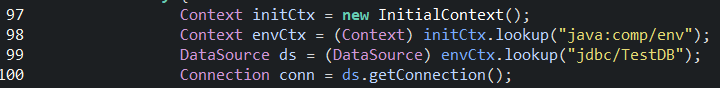 97 Context initCtx = new InitialContext();
98 Context envCtx = (Context) initCtx.lookup("java:comp/env");
99 DataSource ds = (DataSource) envCtx.lookup("jdbc/TestDB");
100 Connection conn = ds.getConnection();